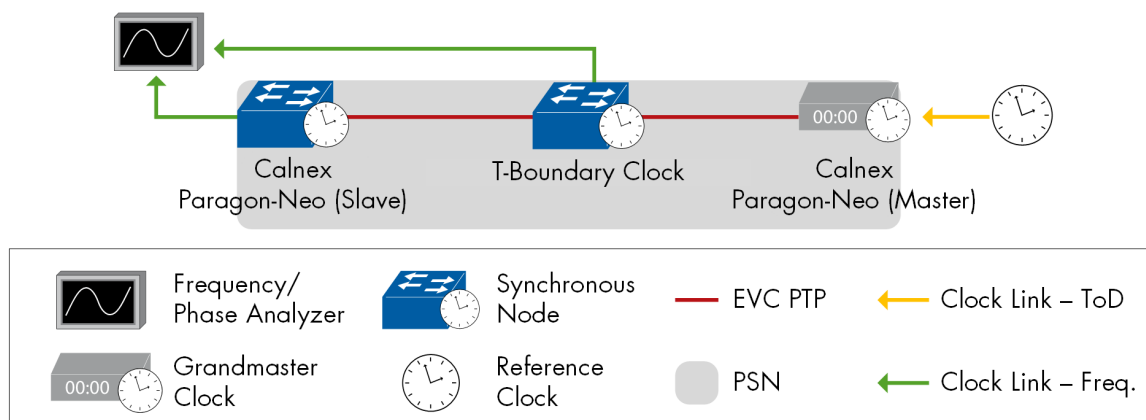 00:00
Calnex
Paragon-Neo (Slave)
T-Boundary Clock
Calnex
Paragon-Neo (Master)
Frequency/
Phase Analyzer
Synchronous
Node
EVC PTP
Clock Link – ToD
00:00
Grandmaster
Clock
Reference
Clock
PSN
Clock Link – Freq.